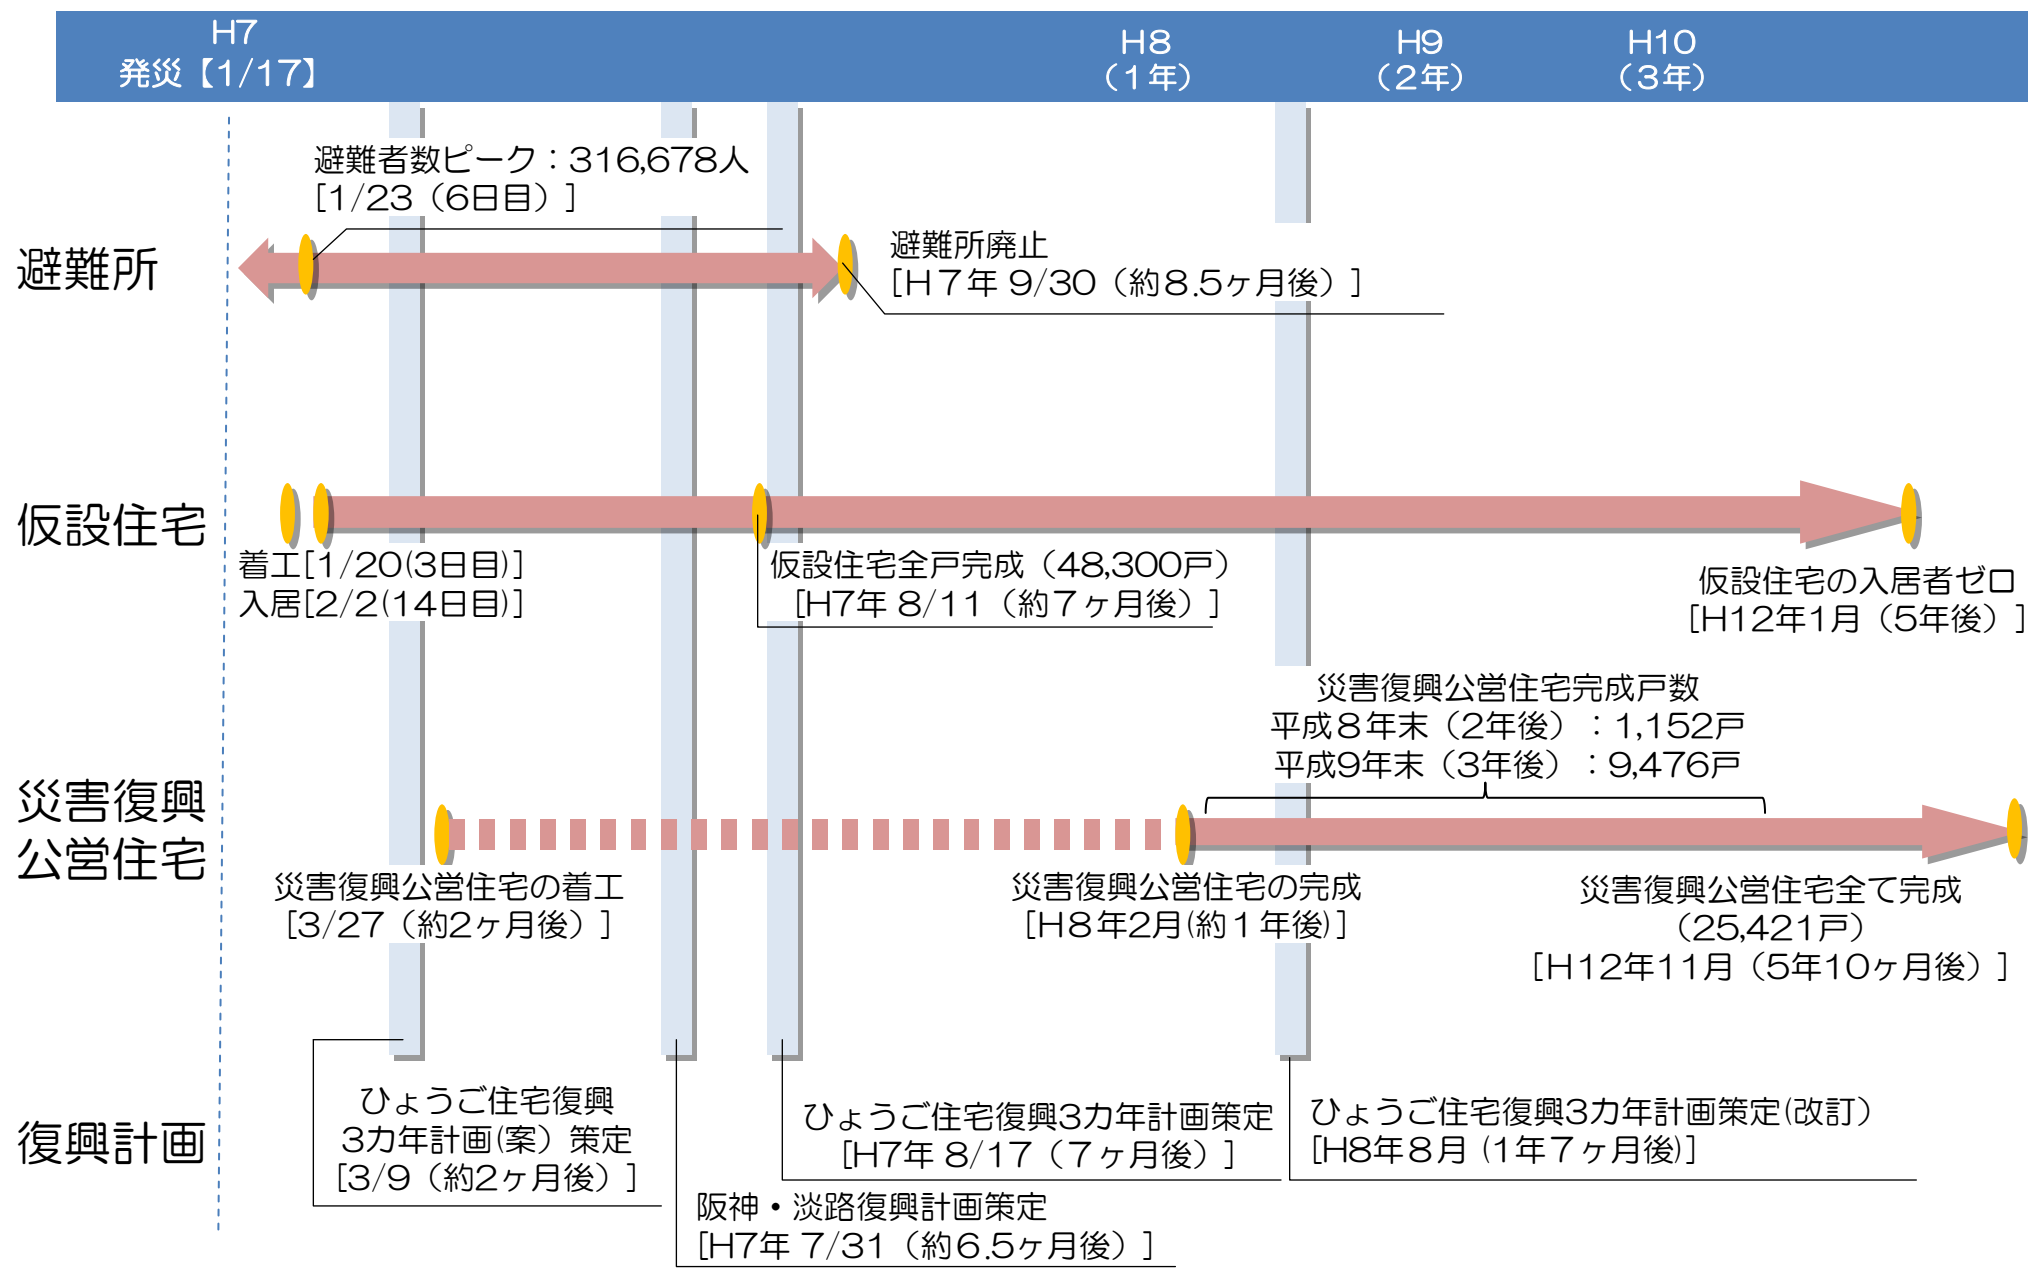 H7
発災【1/17】
H8
（1年）
H9
（2年）
H10
（3年）
避難所
避難者数ピーク：316,678人
[1/23（6日目）]
避難所廃止
[H7年 9/30（約8.5ヶ月後）]
仮設住宅
着工[1/20(3日目)]
入居[2/2(14日目)]
仮設住宅全戸完成（48,300戸）
[H7年 8/11（約7ヶ月後）]
仮設住宅の入居者ゼロ
[H12年1月（5年後）]
災害復興
公営住宅
災害復興公営住宅完成戸数
平成8年末（2年後）：1,152戸
平成9年末（3年後）：9,476戸
災害復興公営住宅の着工
[3/27（約2ヶ月後）]
災害復興公営住宅の完成
[H8年2月(約1年後)]
災害復興公営住宅全て完成
（25,421戸）
[H12年11月（5年10ヶ月後）]
復興計画
ひょうご住宅復興
3カ年計画(案）策定
[3/9（約2ヶ月後）]
阪神・淡路復興計画策定
[H7年 7/31（約6.5ヶ月後）]
ひょうご住宅復興3カ年計画策定
[H7年 8/17（7ヶ月後）]
ひょうご住宅復興3カ年計画策定(改訂）
[H8年8月 (1年7ヶ月後)]